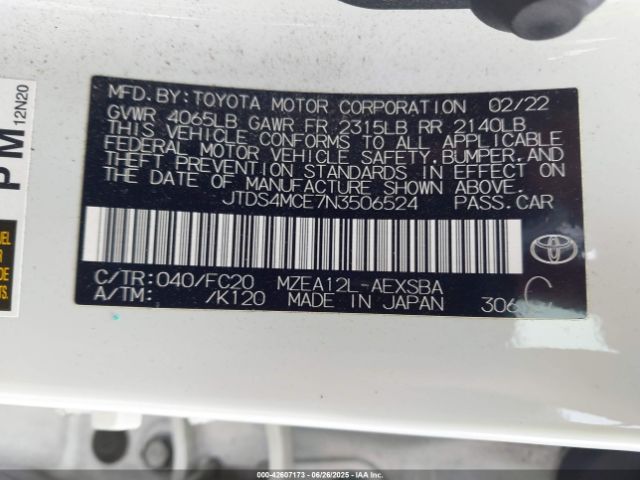 MFD. BY: TOYOTA MOTOR CORPORATION 02/22
GVWR 4065LB GAWR FR 2315LB RR 2140LB
THIS VEHICLE CONFORMS TO ALL APPLICABLE
FEDERAL MOTOR VEHICLE SAFETY, BUMPER, AND
THEFT PREVENTION STANDARDS IN EFFECT ON
THE DATE OF MANUFACTURE SHOWN ABOVE.
JTDS4MCE7N3506524 PASS. CAR
C/TR: 040/FC20 MZEA12L-AEXSBA C
A/TM: /K120 MADE IN JAPAN
TOYOTA
PM
12N20
000-42607173 - 06/26/2025 - IAAI.COM